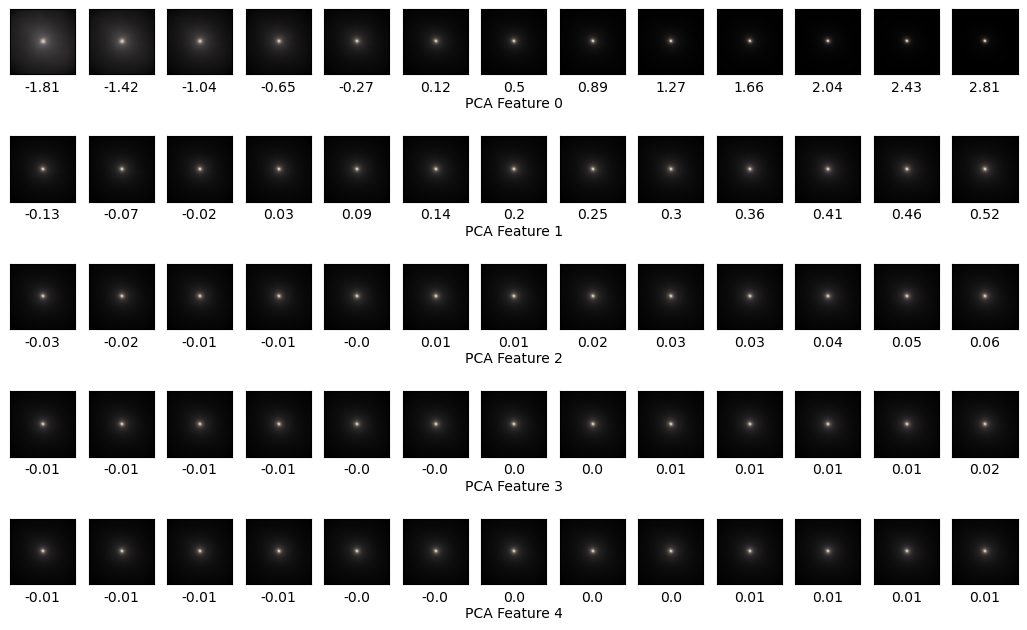 -1.81 -1.42 -1.04 -0.65 -0.27 0.12 0.5 0.89 1.27 1.66 2.04 2.43 2.81
PCA Feature 0
-0.13 -0.07 -0.02 0.03 0.09 0.14 0.2 0.25 0.3 0.36 0.41 0.46 0.52
PCA Feature 1
-0.03 -0.02 -0.01 -0.01 -0.0 0.01 0.01 0.02 0.03 0.03 0.04 0.05 0.06
PCA Feature 2
-0.01 -0.01 -0.01 -0.01 -0.0 -0.0 0.0 0.0 0.01 0.01 0.01 0.01 0.02
PCA Feature 3
-0.01 -0.01 -0.01 -0.01 -0.0 -0.0 0.0 0.0 0.0 0.01 0.01 0.01 0.01
PCA Feature 4